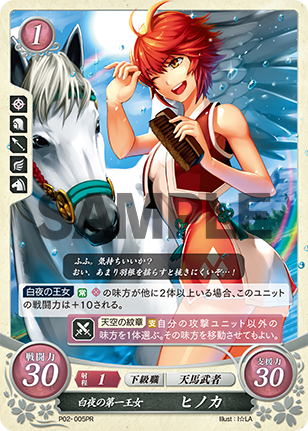 1
SAMPLE
ふふ。気持ちいいか？
おい、あまり羽根を揺らすと梳きにくいぞ…！
白夜の王女 常 の味方が他に2体以上いる場合、このユニット
の戦闘力は＋10される。
天空の紋章 支 自分の攻撃ユニット以外の
味方を1体選ぶ。その味方を移動させてもよい。
戦闘力
30
射程 1
下級職
天馬武者
支援力
30
白夜の第一王女 ヒノカ
P02-005PR
Illust : I☆LA